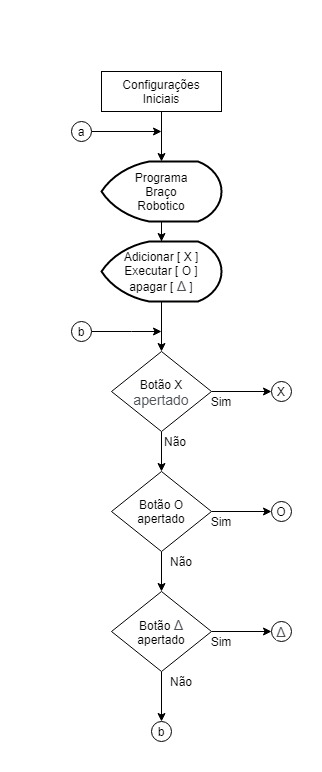 Configurações
Iniciais
a
Programa
Braço
Robotico
Adicionar [ X ]
Executar [ O ]
apagar [ Δ ]
b
Botão X
apertado
X
Sim
Não
Botão O
apertado
O
Sim
Não
Botão Δ
apertado
Δ
Sim
Não
b